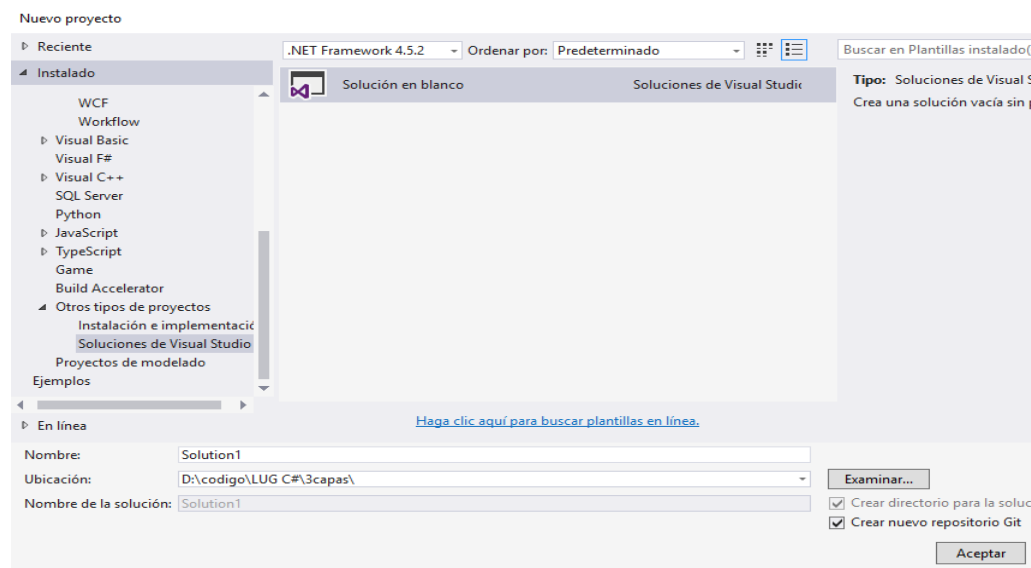 Nuevo proyecto
Reciente
.NET Framework 4.5.2 Ordenar por: Predeterminado
Buscar en Plantillas instalado(
Instalado
WCF
Workflow
Visual Basic
Visual F#
Visual C++
SQL Server
Python
JavaScript
TypeScript
Game
Build Accelerator
Otros tipos de proyectos
Instalación e implementació
Soluciones de Visual Studio
Proyectos de modelado
Ejemplos
En línea
Solución en blanco Soluciones de Visual Studio
Haga clic aquí para buscar plantillas en línea.
Tipo: Soluciones de Visual S
Crea una solución vacía sin p
Nombre: Solution1
Ubicación: D:\codigo\LUG C#\3capas\ Examinar...
Nombre de la solución: Solution1
Crear directorio para la soluc
Crear nuevo repositorio Git
Aceptar